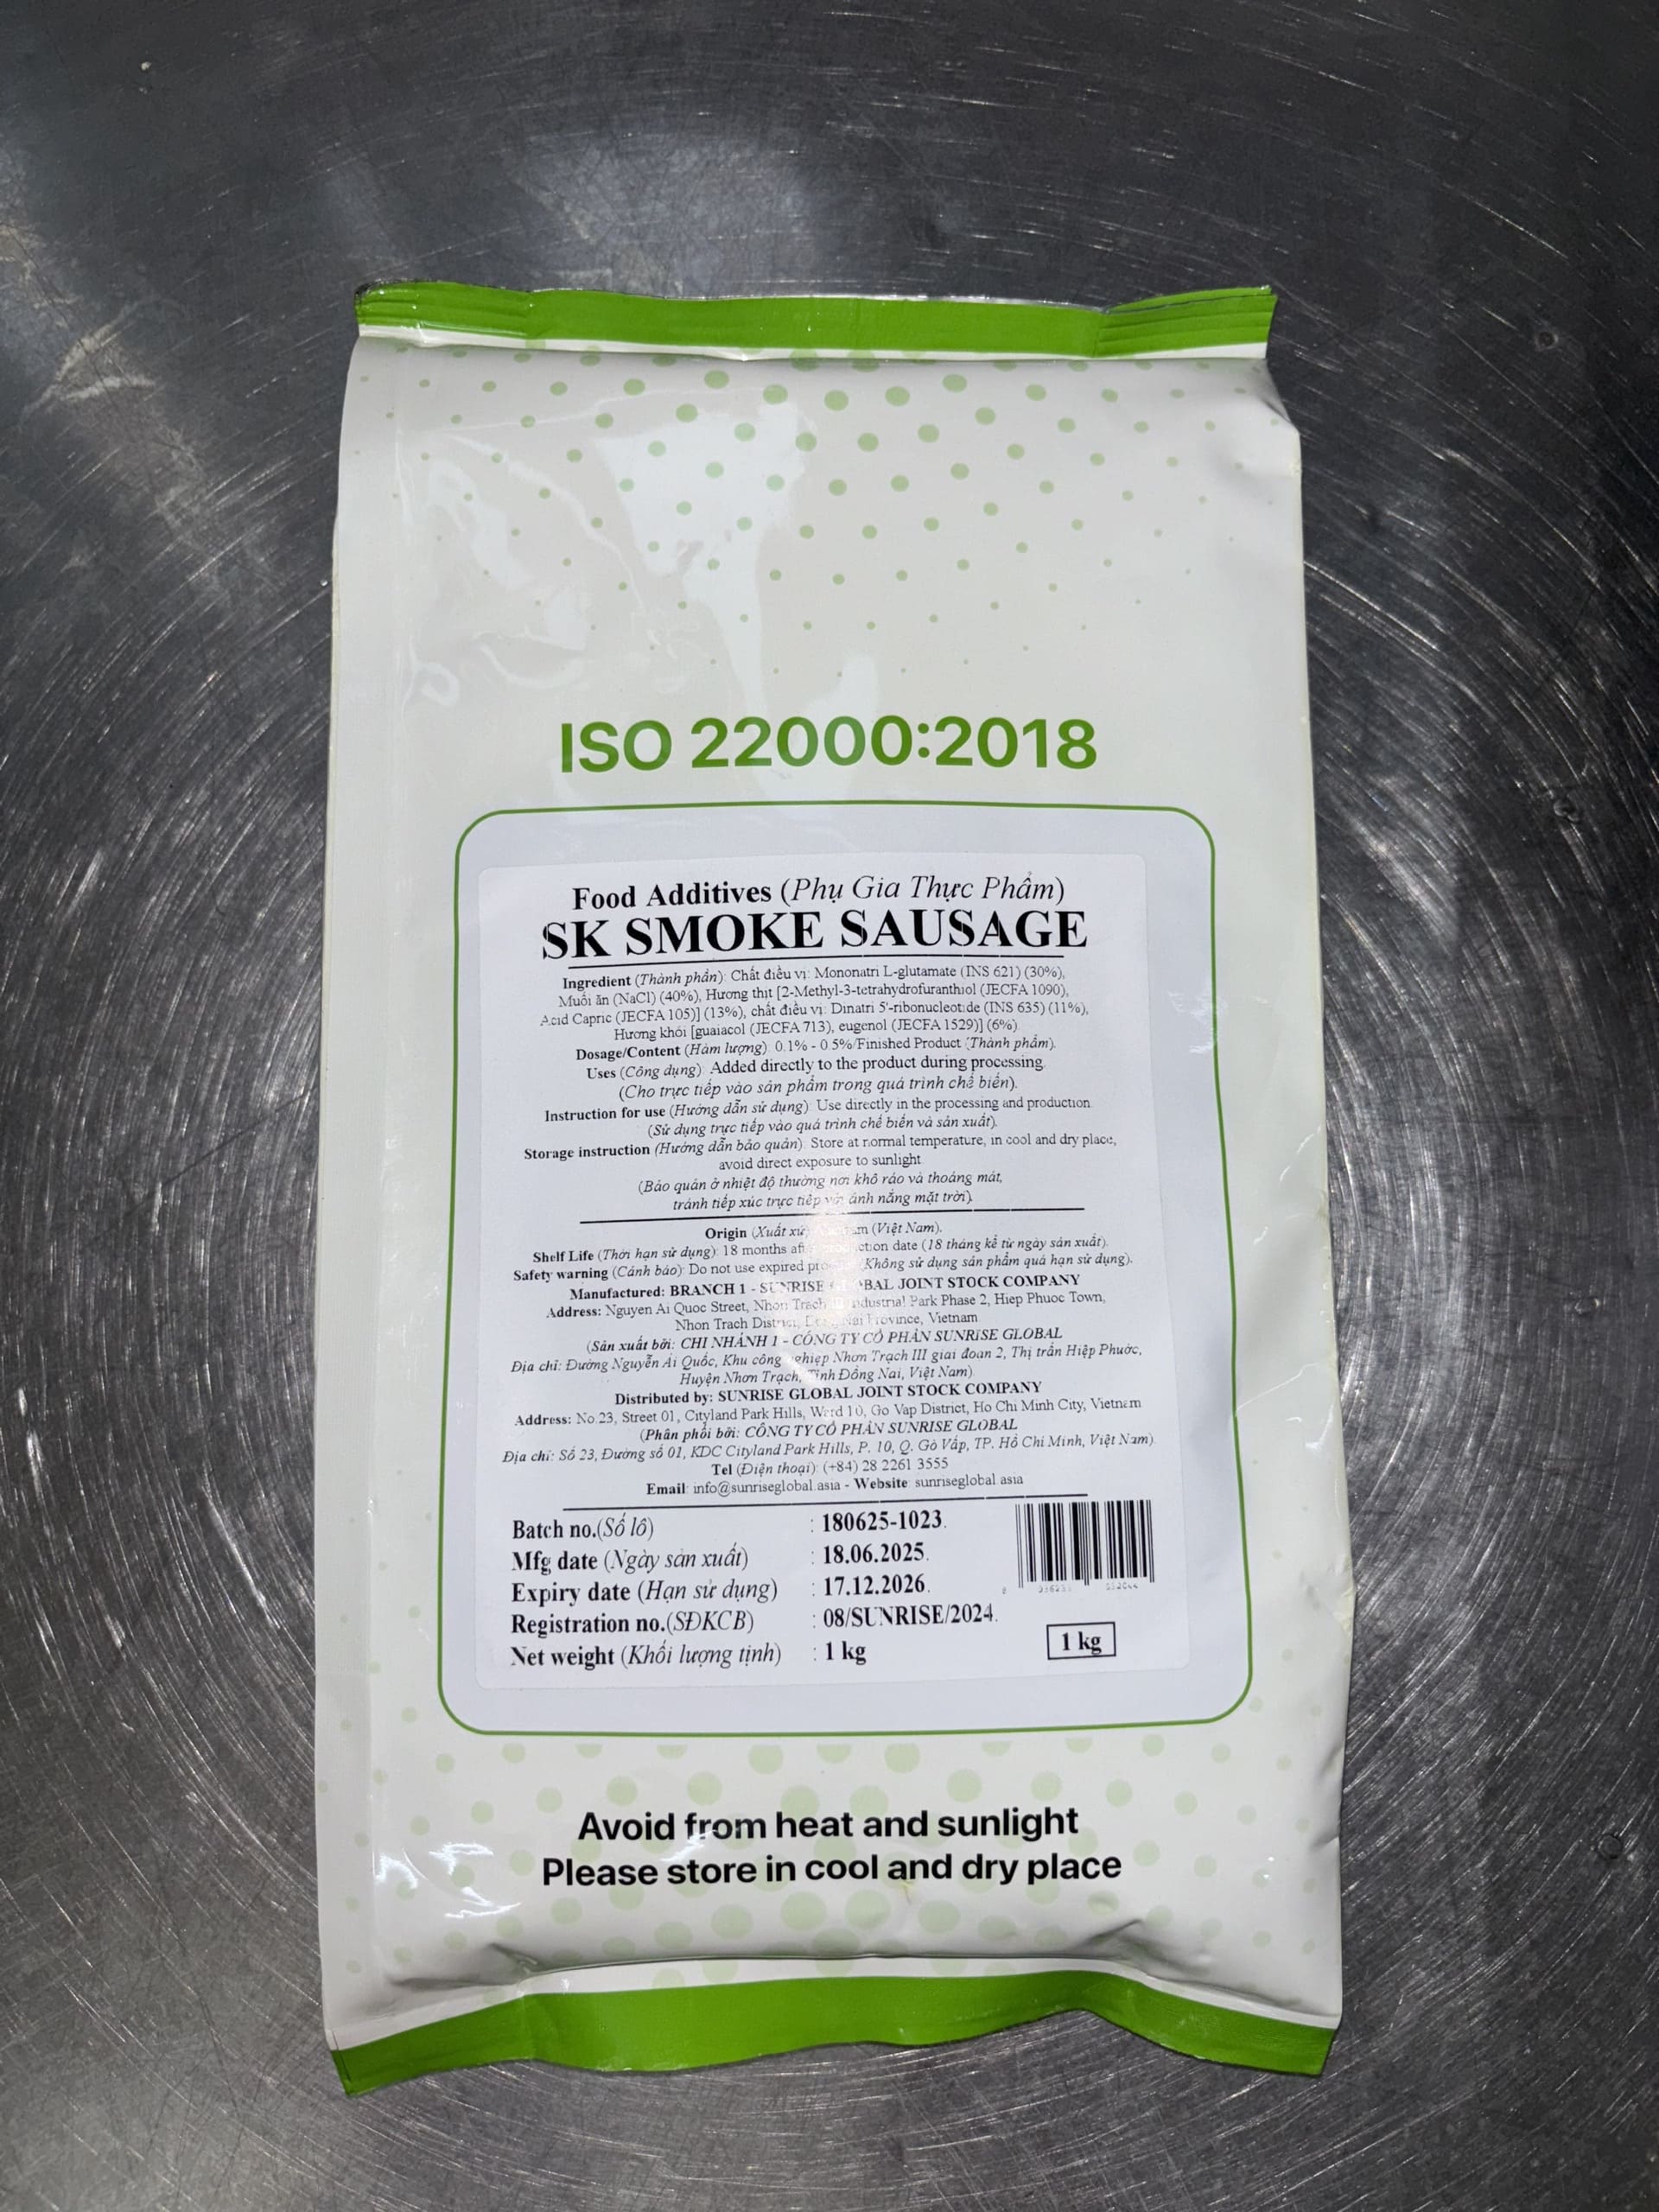 ISO 22000:2018
Food Additives (Phụ Gia Thực Phẩm)
SK SMOKE SAUSAGE
Ingredient (Thành phần): Chất điều vị: Mononatri L-glutamate (INS 621) (30%),
Muối ăn (NaCl) (40%), Hương thịt [2-Methyl-3-tetrahydrofuranthiol (JECFA 1090),
Acid Capric (JECFA 105)] (13%), chất điều vị: Dinatri 5'-ribonucleotide (INS 635) (11%),
Hương khói [guaiacol (JECFA 713), eugenol (JECFA 1529)] (6%).
Dosage/Content (Hàm lượng): 0.1% - 0.5%/Finished Product (Thành phẩm).
Uses (Công dụng): Added directly to the product during processing.
(Cho trực tiếp vào sản phẩm trong quá trình chế biến).
Instruction for use (Hướng dẫn sử dụng): Use directly in the processing and production.
(Sử dụng trực tiếp vào quá trình chế biến và sản xuất).
Storage instruction (Hướng dẫn bảo quản): Store at normal temperature, in cool and dry place,
avoid direct exposure to sunlight.
(Bảo quản ở nhiệt độ thường nơi khô ráo và thoáng mát,
tránh tiếp xúc trực tiếp với ánh nắng mặt trời).
Origin (Xuất xứ) (Việt Nam).
Shelf Life (Thời hạn sử dụng): 18 months date (18 tháng kể từ ngày sản xuất).
Safety warning (Cảnh báo): Do not use expired (Không sử dụng sản phẩm quá hạn sử dụng).
Manufactured: BRANCH 1 - SUNRISE GLOBAL JOINT STOCK COMPANY
Address: Nguyen Ai Quoc Street, Nhon Trach Industrial Park Phase 2, Hiep Phuoc Town,
Nhon Trach District, Dong Nai Province, Vietnam
(Sản xuất bởi: CHI NHÁNH 1 - CÔNG TY CỔ PHẦN SUNRISE GLOBAL
Địa chỉ: Đường Nguyễn Ái Quốc, Khu công nghiệp Nhơn Trạch III giai đoạn 2, Thị trấn Hiệp Phước,
Huyện Nhơn Trạch, Tỉnh Đồng Nai, Việt Nam).
Distributed by: SUNRISE GLOBAL JOINT STOCK COMPANY
Address: No.23, Street 01, Cityland Park Hills, Ward 10, Go Vap District, Ho Chi Minh City, Vietnam
(Phân phối bởi: CÔNG TY CỔ PHẦN SUNRISE GLOBAL
Địa chỉ: Số 23, Đường số 01, KDC Cityland Park Hills, P. 10, Q. Gò Vấp, TP. Hồ Chí Minh, Việt Nam).
Tel (Điện thoại): (+84) 28 2261 3555
Email: info@sunriseglobal.asia - Website: sunriseglobal.asia
Batch no.(Số lô) : 180625-1023.
Mfg date (Ngày sản xuất) : 18.06.2025.
Expiry date (Hạn sử dụng) : 17.12.2026.
Registration no.(SĐKCB) : 08/SUNRISE/2024.
Net weight (Khối lượng tịnh) : 1 kg
1 kg
Avoid from heat and sunlight
Please store in cool and dry place